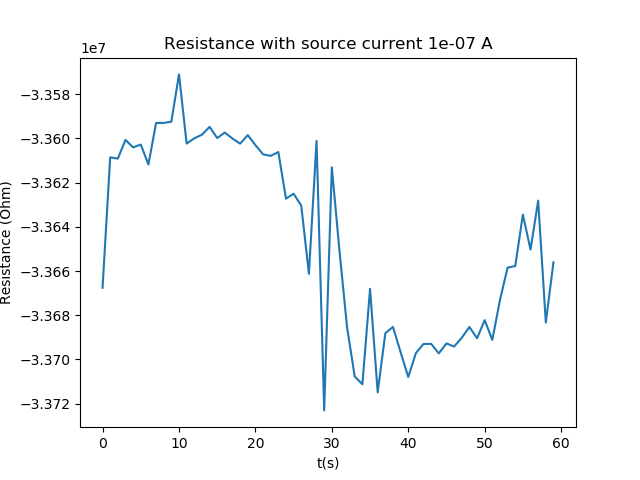 Resistance with source current 1e-07 A
1e7
Resistance (Ohm)
−3.358
−3.360
−3.362
−3.364
−3.366
−3.368
−3.370
−3.372
0 10 20 30 40 50 60
t(s)